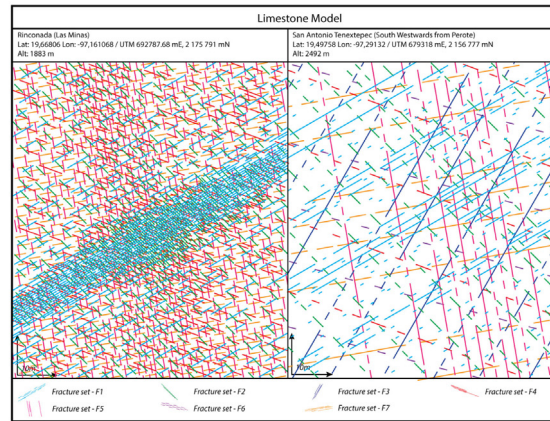 Limestone Model
Rinconada (Las Minas)
Lat: 19,66806 Lon: -97,161068 / UTM 692787.68 mE, 2 175 791 mN
Alt: 1883 m
San Antonio Tenextepec (South Westwards from Perote)
Lat: 19,49758 Lon: -97,29132 / UTM 679318 mE, 2 156 777 mN
Alt: 2492 m
10m
10m
Fracture set - F1
Fracture set - F2
Fracture set - F3
Fracture set - F4
Fracture set - F5
Fracture set - F6
Fracture set - F7